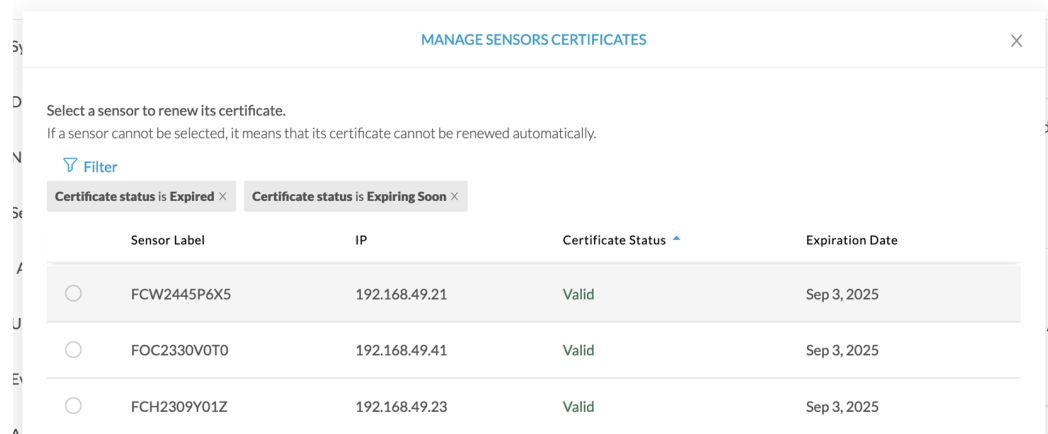 MANAGE SENSORS CERTIFICATES
Select a sensor to renew its certificate.
If a sensor cannot be selected, it means that its certificate cannot be renewed automatically.
Filter
Certificate status is Expired × Certificate status is Expiring Soon ×
Sensor Label IP Certificate Status Expiration Date
FCW2445P6X5 192.168.49.21 Valid Sep 3, 2025
FOC2330V0T0 192.168.49.41 Valid Sep 3, 2025
FCH2309Y01Z 192.168.49.23 Valid Sep 3, 2025